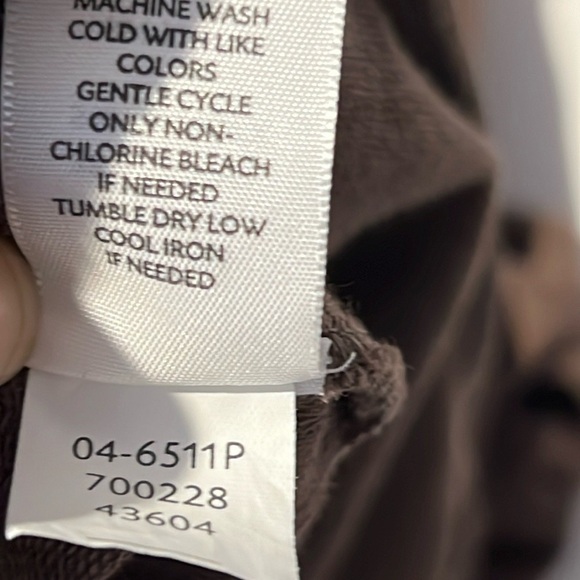 MACHINE WASH
COLD WITH LIKE
COLORS
GENTLE CYCLE
ONLY NON-
CHLORINE BLEACH
IF NEEDED
TUMBLE DRY LOW
COOL IRON
IF NEEDED
04-6511P
700228
43604